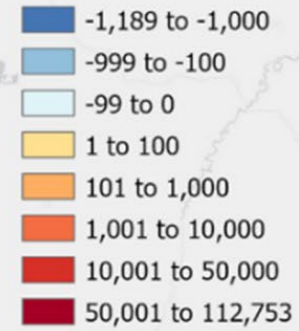 -1,189 to -1,000
-999 to -100
-99 to 0
1 to 100
101 to 1,000
1,001 to 10,000
10,001 to 50,000
50,001 to 112,753